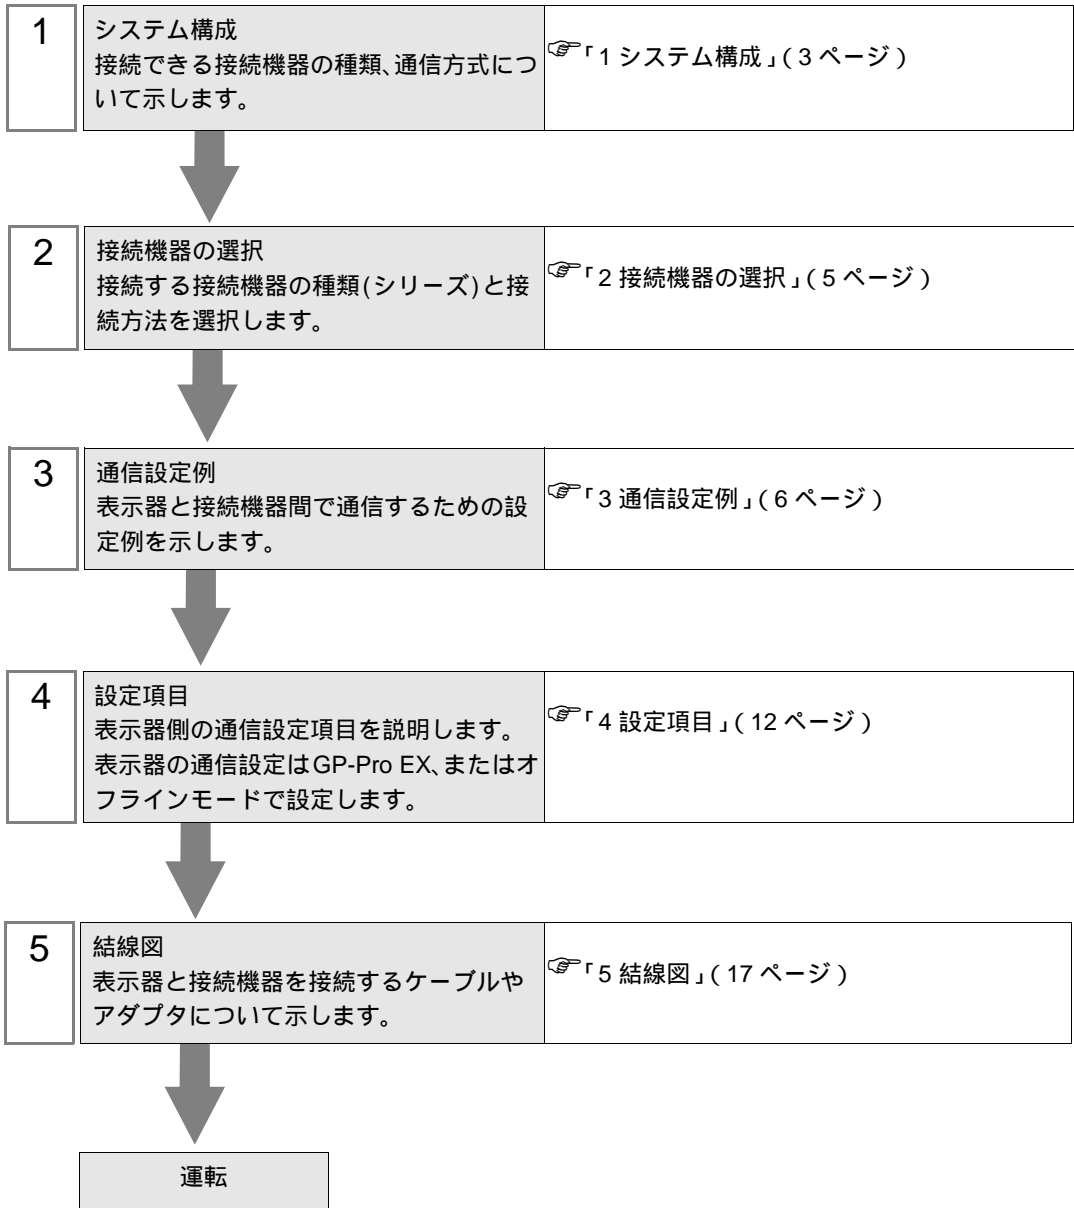 1
システム構成
接続できる接続機器の種類、通信方式につ
いて示します。
☞「1 システム構成」( 3 ページ )
2
接続機器の選択
接続する接続機器の種類(シリーズ)と接
続方法を選択します。
☞「2 接続機器の選択」( 5 ページ )
3
通信設定例
表示器と接続機器間で通信するための設
定例を示します。
☞「3 通信設定例」( 6 ページ )
4
設定項目
表示器側の通信設定項目を説明します。
表示器の通信設定はGP-Pro EX、またはオ
フラインモードで設定します。
☞「4 設定項目」( 12 ページ )
5
結線図
表示器と接続機器を接続するケーブルや
アダプタについて示します。
☞「5 結線図」( 17 ページ )
運転